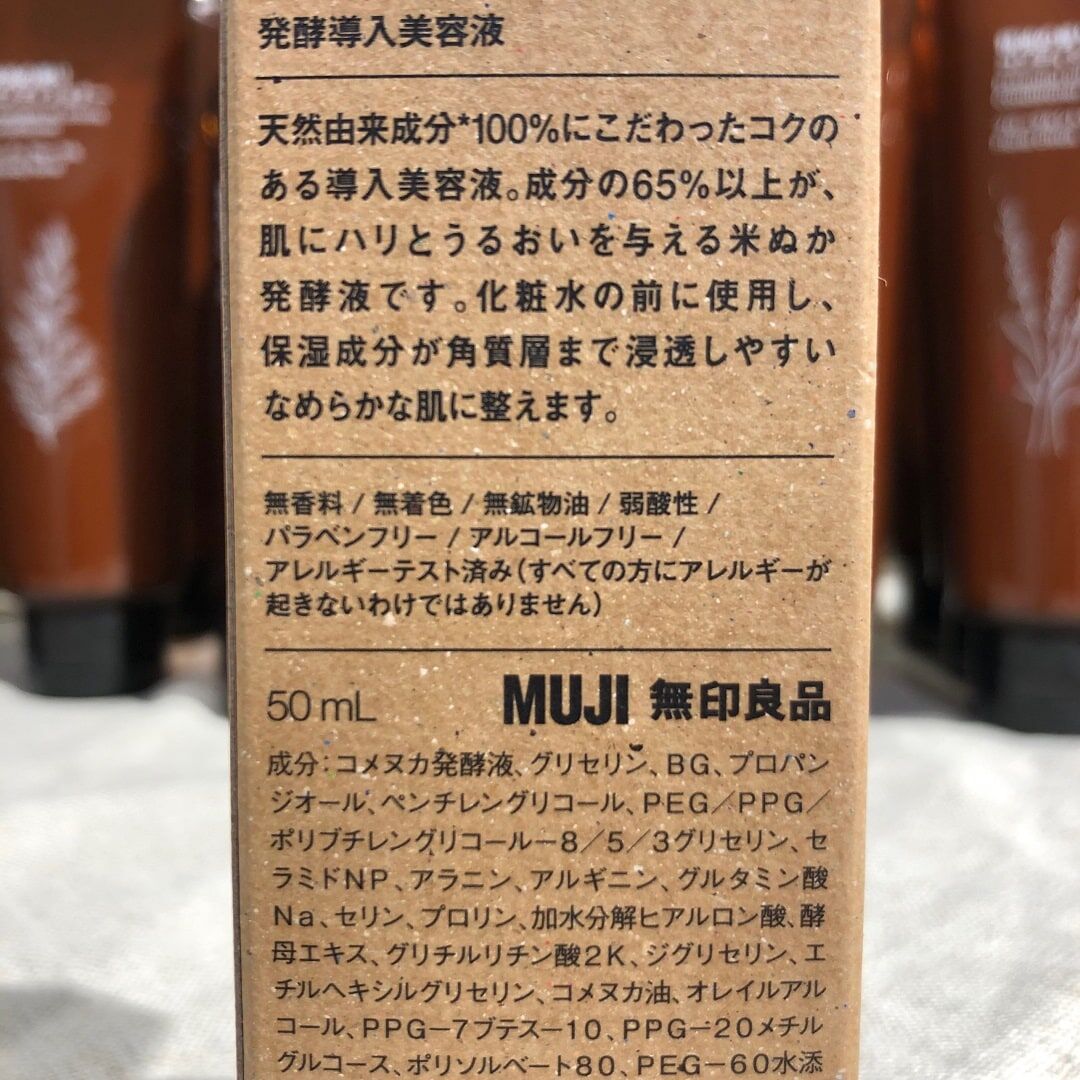 発酵導入美容液
天然由来成分*100%にこだわったコクの
ある導入美容液。成分の65%以上が、
肌にハリとうるおいを与える米ぬか
発酵液です。化粧水の前に使用し、
保湿成分が角質層まで浸透しやすい
なめらかな肌に整えます。
無香料 / 無着色 / 無鉱物油 / 弱酸性 /
パラベンフリー / アルコールフリー /
アレルギーテスト済み(すべての方にアレルギーが
起きないわけではありません)
50 mL MUJI 無印良品
成分:コメヌカ発酵液、グリセリン、BG、プロパン
ジオール、ペンチレングリコール、PEG/PPG/
ポリブチレングリコール-8/5/3グリセリン、セ
ラミドNP、アラニン、アルギニン、グルタミン酸
Na、セリン、プロリン、加水分解ヒアルロン酸、酵
母エキス、グリチルリチン酸2K、ジグリセリン、エ
チルヘキシルグリセリン、コメヌカ油、オレイルアル
コール、PPG-7ブテス-10、PPG-20メチル
グルコース、ポリソルベート80、PEG-60水添